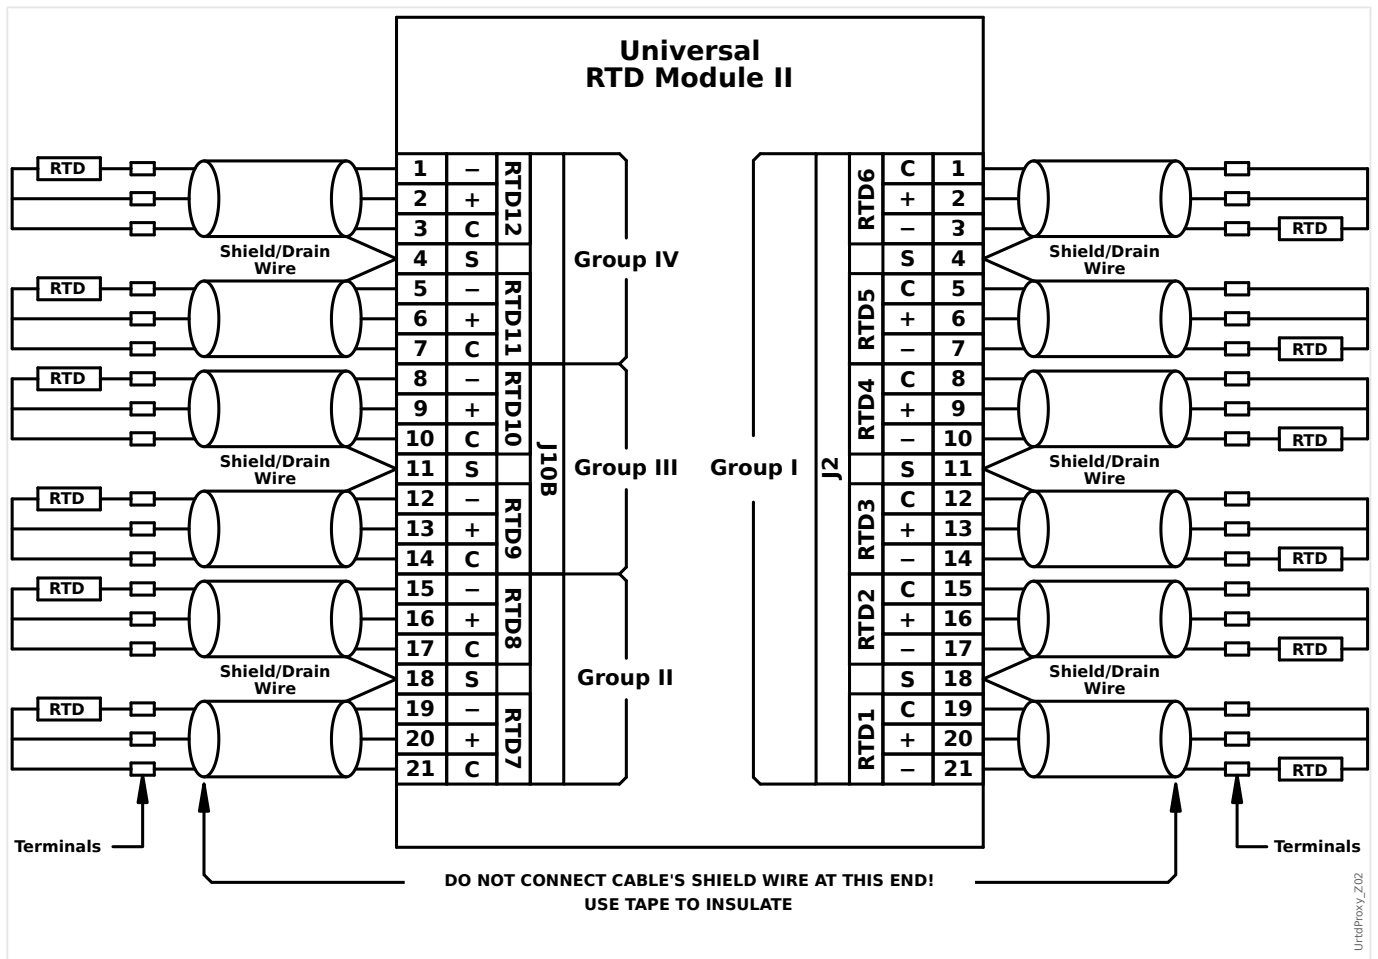 Universal
RTD Module II
RTD
1 − RTD12
2 +
3 C
Shield/Drain
Wire
4 S
Group IV
RTD
5 − RTD11
6 +
7 C
RTD
8 − RTD10
9 +
10 C
J10B
Shield/Drain
Wire
11 S
Group III
RTD
12 − RTD9
13 +
14 C
RTD
15 − RTD8
16 +
17 C
Shield/Drain
Wire
18 S
Group II
RTD
19 − RTD7
20 +
21 C
Group I
J2
RTD6 C 1
+ 2
− 3
RTD
S 4
Shield/Drain
Wire
RTD5 C 5
+ 6
− 7
RTD
RTD4 C 8
+ 9
− 10
RTD
S 11
Shield/Drain
Wire
RTD3 C 12
+ 13
− 14
RTD
RTD2 C 15
+ 16
− 17
RTD
S 18
Shield/Drain
Wire
RTD1 C 19
+ 20
− 21
RTD
Terminals
Terminals
DO NOT CONNECT CABLE'S SHIELD WIRE AT THIS END!
USE TAPE TO INSULATE
UrtdProxy_Z02